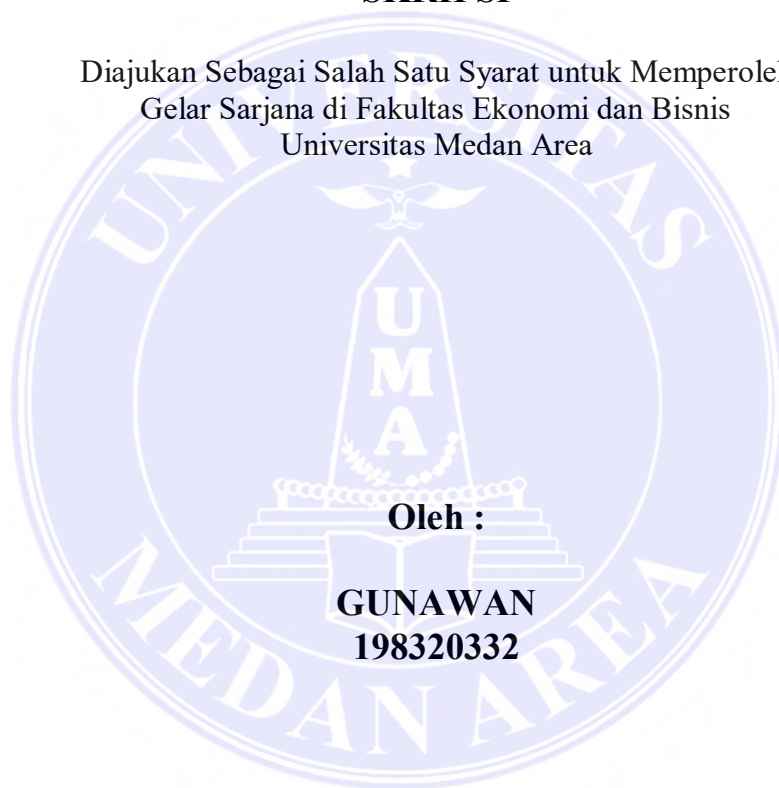 Diajukan Sebagai Salah Satu Syarat untuk Memperoleh
Gelar Sarjana di Fakultas Ekonomi dan Bisnis
Universitas Medan Area
UNIVERSITAS
UMA
Oleh :
GUNAWAN
198320332
MEDAN AREA